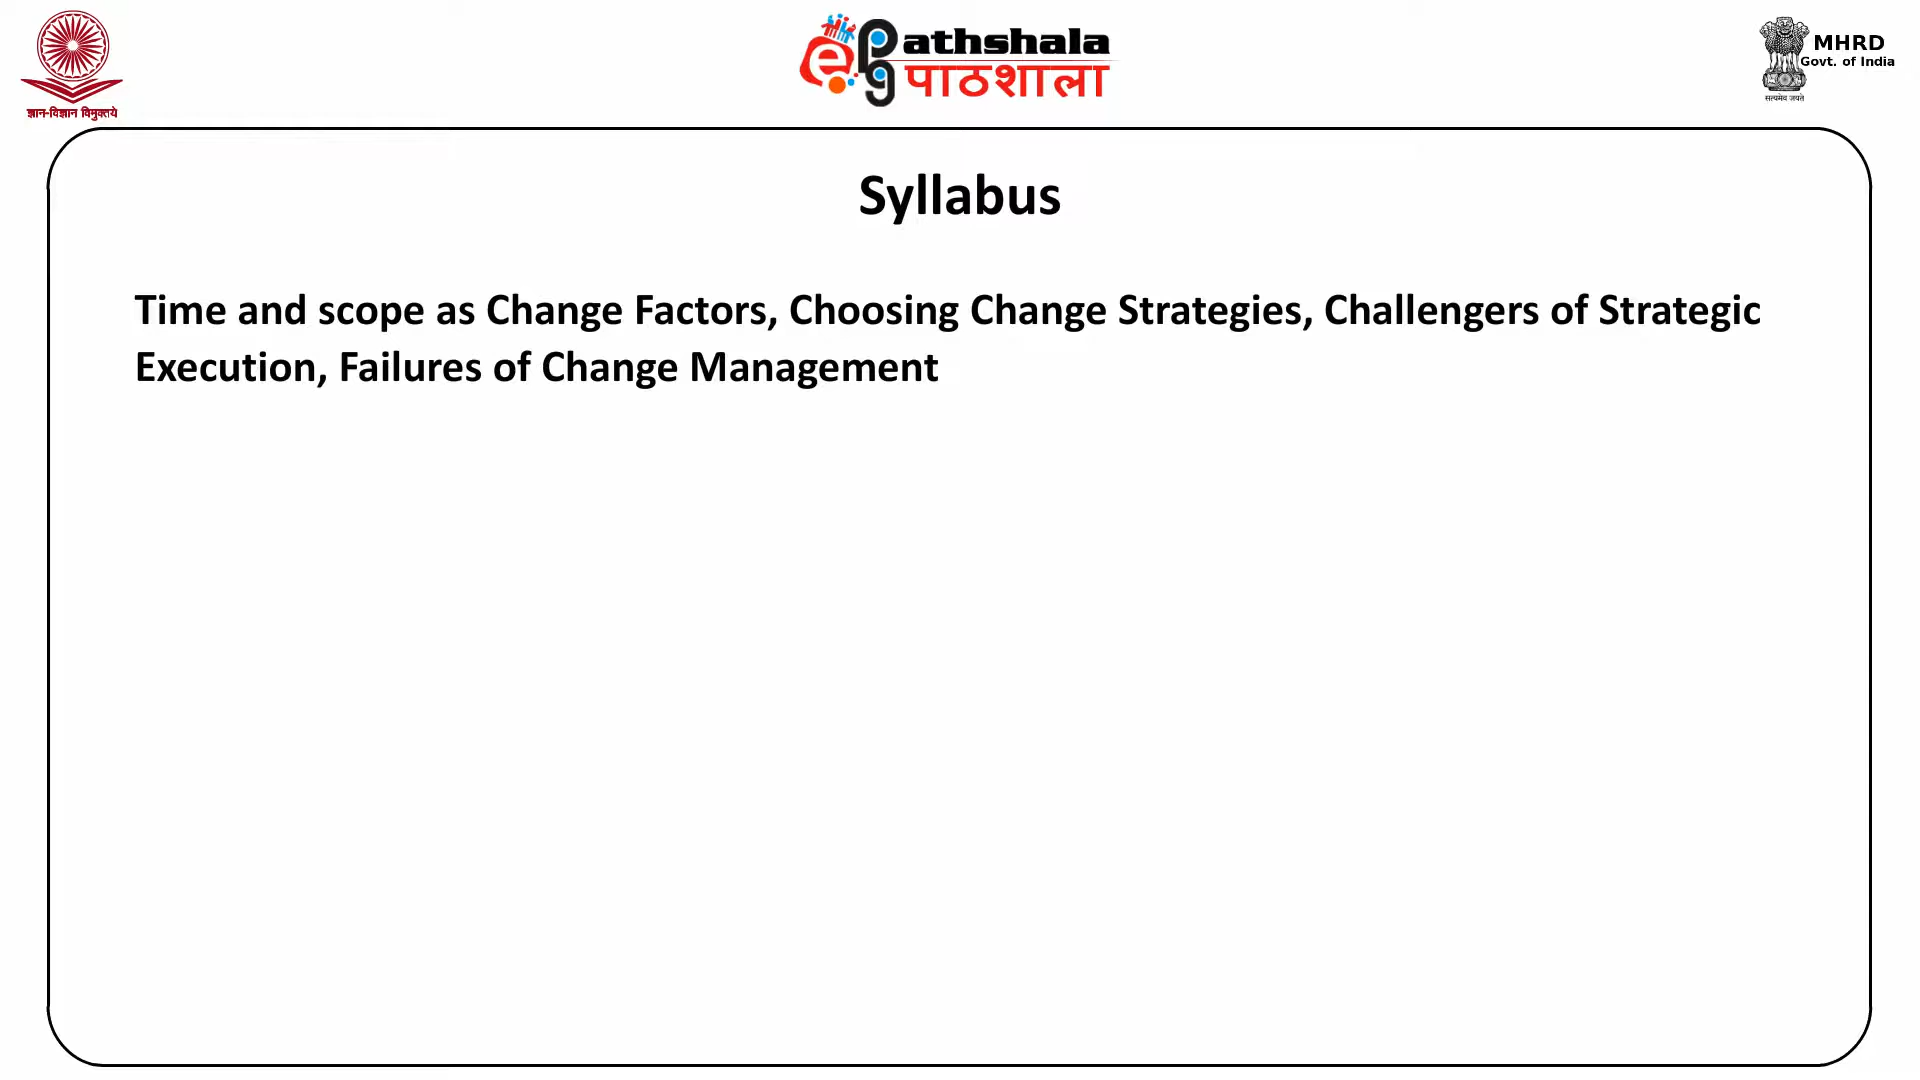 ज्ञान-विज्ञान विमुक्तये
e pg athshala
पाठशाला
MHRD
Govt. of India
सत्यमेव जयते
Syllabus
Time and scope as Change Factors, Choosing Change Strategies, Challengers of Strategic
Execution, Failures of Change Management